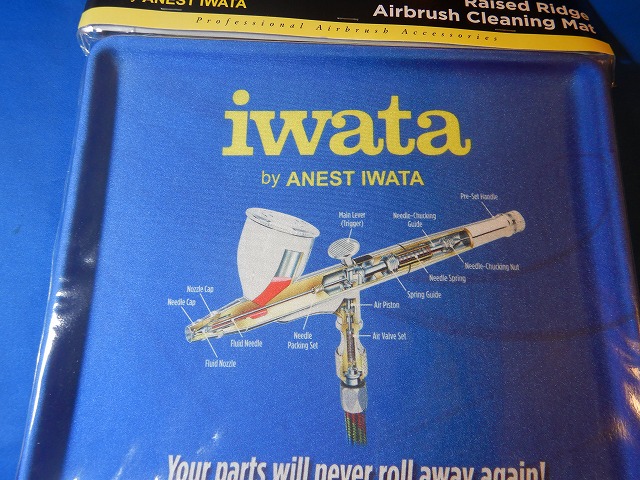 by ANEST IWATA
Raised Ridge
Airbrush Cleaning Mat
Professional Airbrush Accessories
iwata
by ANEST IWATA
Pre-Set Handle
Main Lever
(Trigger)
Needle-Chucking
Guide
Needle-Chucking Nut
Needle Spring
Spring Guide
Nozzle Cap
Needle Cap
Air Piston
Fluid Needle
Needle
Packing Set
Air Valve Set
Fluid Nozzle
Your parts will never roll away again!